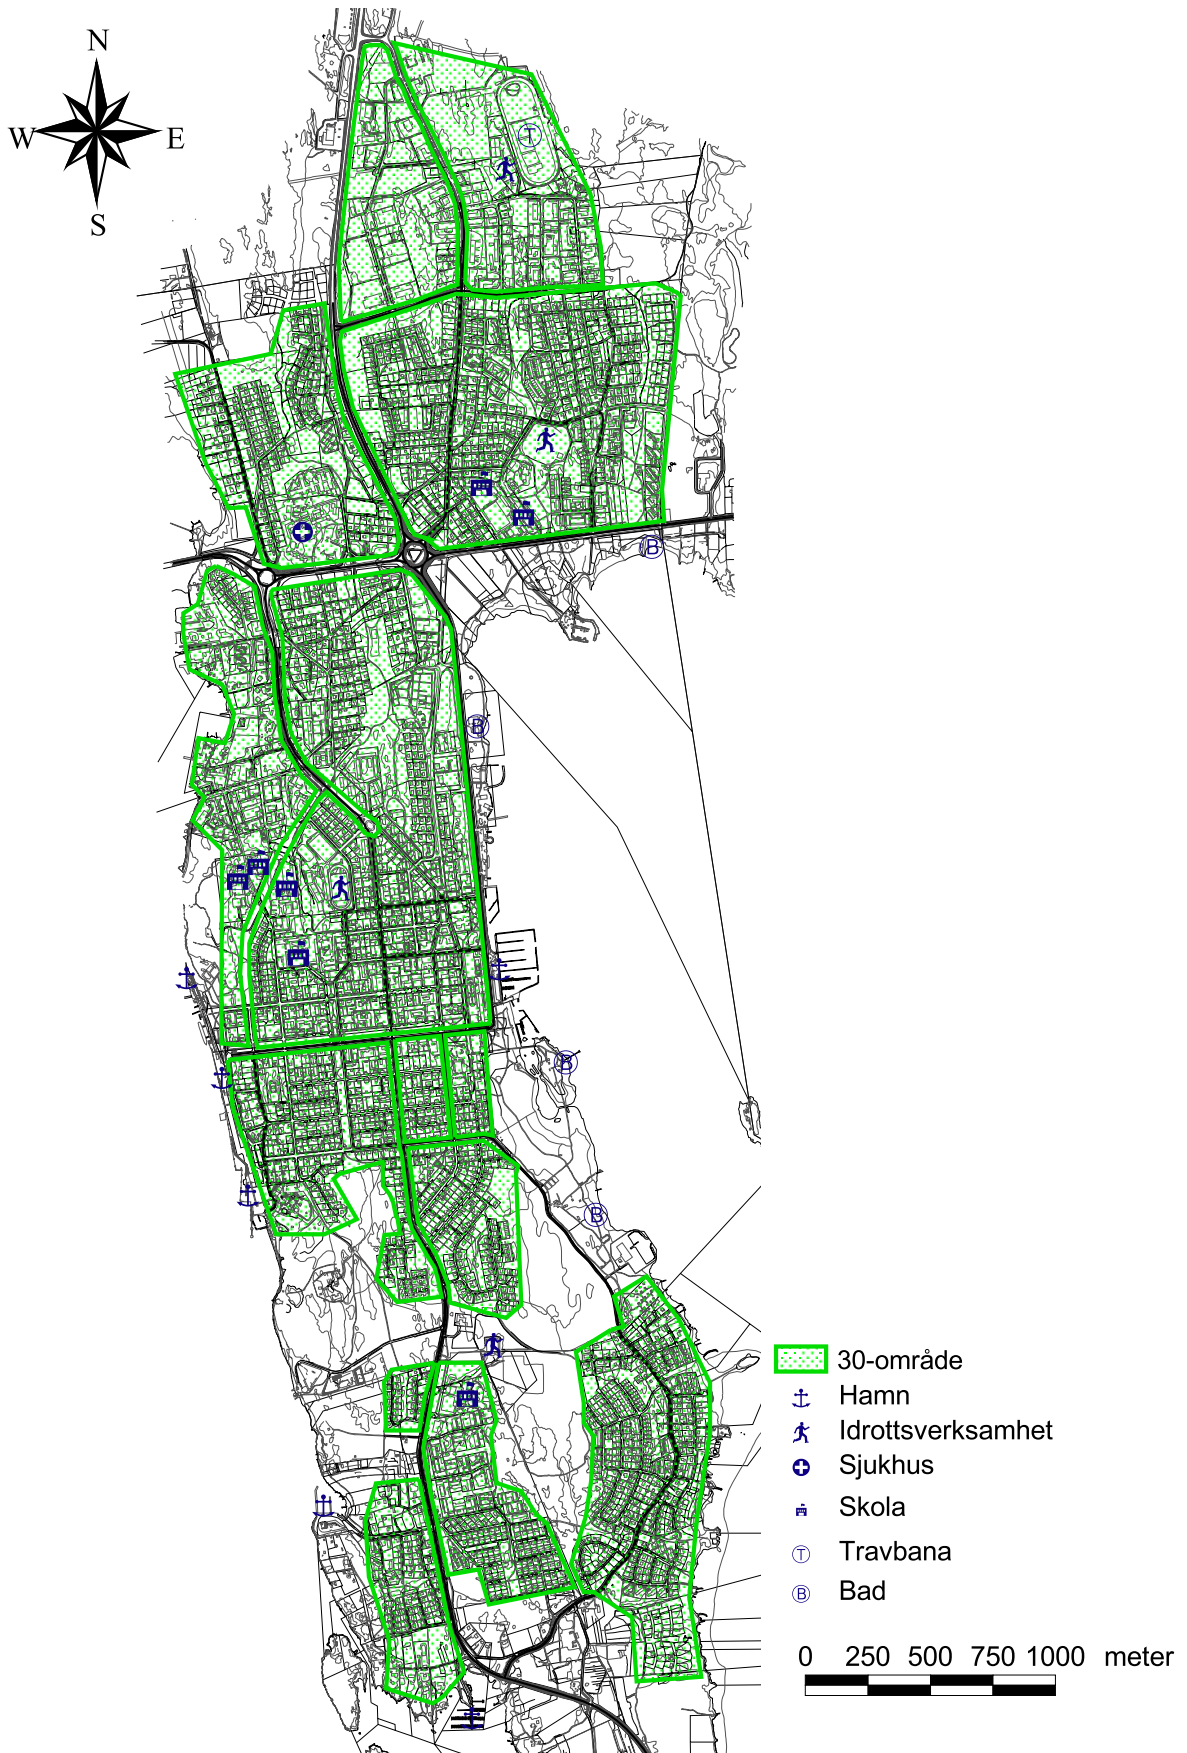 N
W E
S
T
B
B
B
B
30-område
Hamn
Idrottsverksamhet
Sjukhus
Skola
T Travbana
B Bad
0 250 500 750 1000 meter